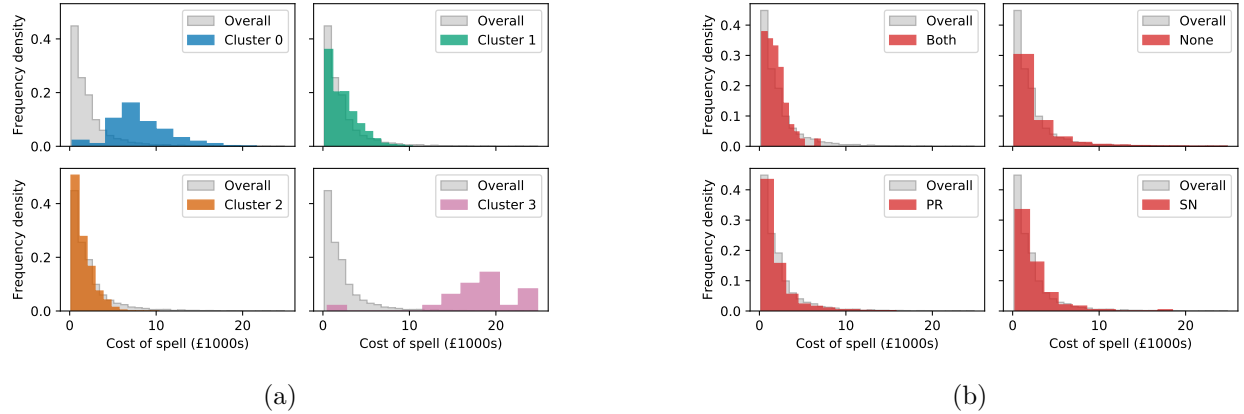 Frequency density
0.4
0.2
0.0
Overall
Cluster 0
Overall
Cluster 1
Frequency density
0.4
0.2
0.0
Overall
Cluster 2
Overall
Cluster 3
0 10 20
0 10 20
Cost of spell (£1000s)
Cost of spell (£1000s)
(a)
Frequency density
0.4
0.3
0.2
0.1
0.0
Overall
Both
Overall
None
Frequency density
0.4
0.3
0.2
0.1
0.0
Overall
PR
Overall
SN
0 10 20
0 10 20
Cost of spell (£1000s)
Cost of spell (£1000s)
(b)